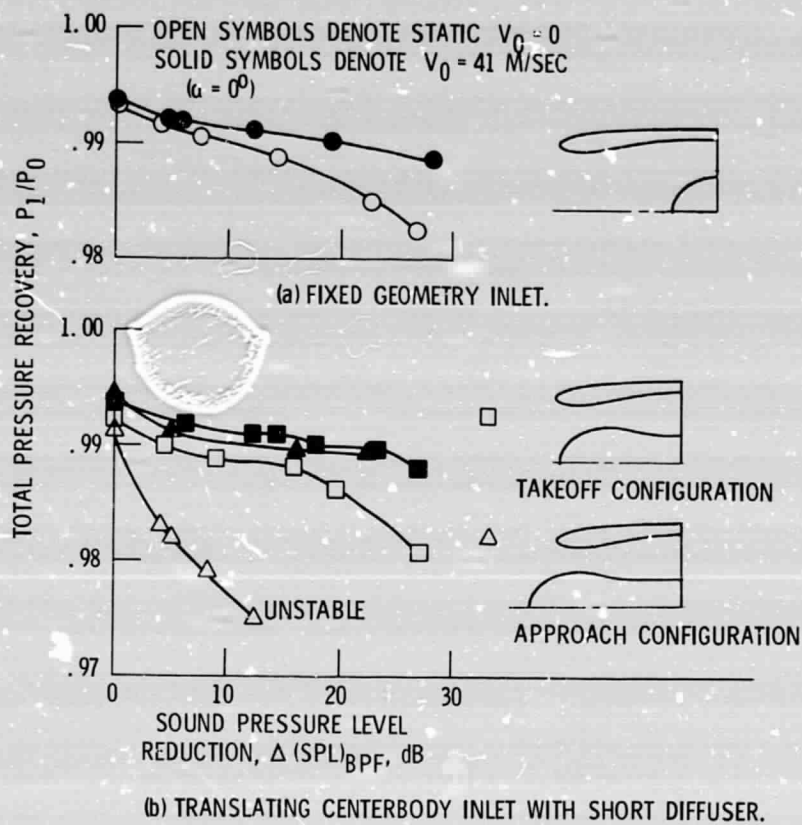 1.00
OPEN SYMBOLS DENOTE STATIC V0 = 0
SOLID SYMBOLS DENOTE V0 = 41 M/SEC
(α = 0⁰)
.99
.98
(a) FIXED GEOMETRY INLET.
TOTAL PRESSURE RECOVERY, P1/P0
1.00
.99
TAKEOFF CONFIGURATION
.98
UNSTABLE
APPROACH CONFIGURATION
.97
0 10 20 30
SOUND PRESSURE LEVEL
REDUCTION, Δ (SPL)BPF, dB
(b) TRANSLATING CENTERBODY INLET WITH SHORT DIFFUSER.